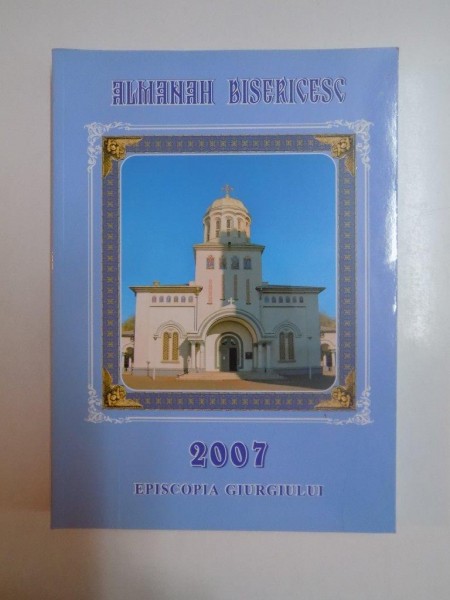 ALMANAH BISERICESC
2007
EPISCOPIA GIURGIULUI